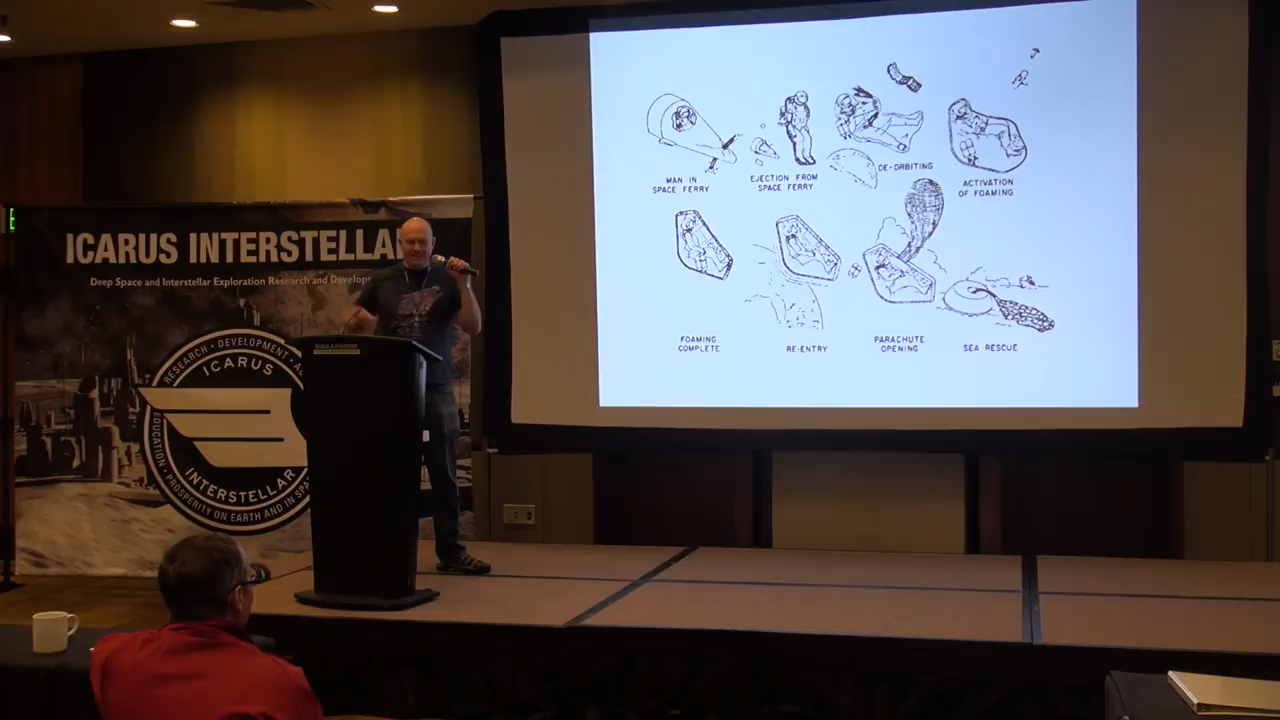 MAN IN
SPACE FERRY
EJECTION FROM
SPACE FERRY
DE-ORBITING
ACTIVATION
OF FOAMING
FOAMING
COMPLETE
RE-ENTRY
PARACHUTE
OPENING
SEA RESCUE
ICARUS INTERSTELLA
Deep Space and Interstellar Exploration Research and Develop
RESEARCH • DEVELOPMENT •
ICARUS
INTERSTELLAR
EDUCATION • PROSPERITY ON EARTH AND IN SPA
E